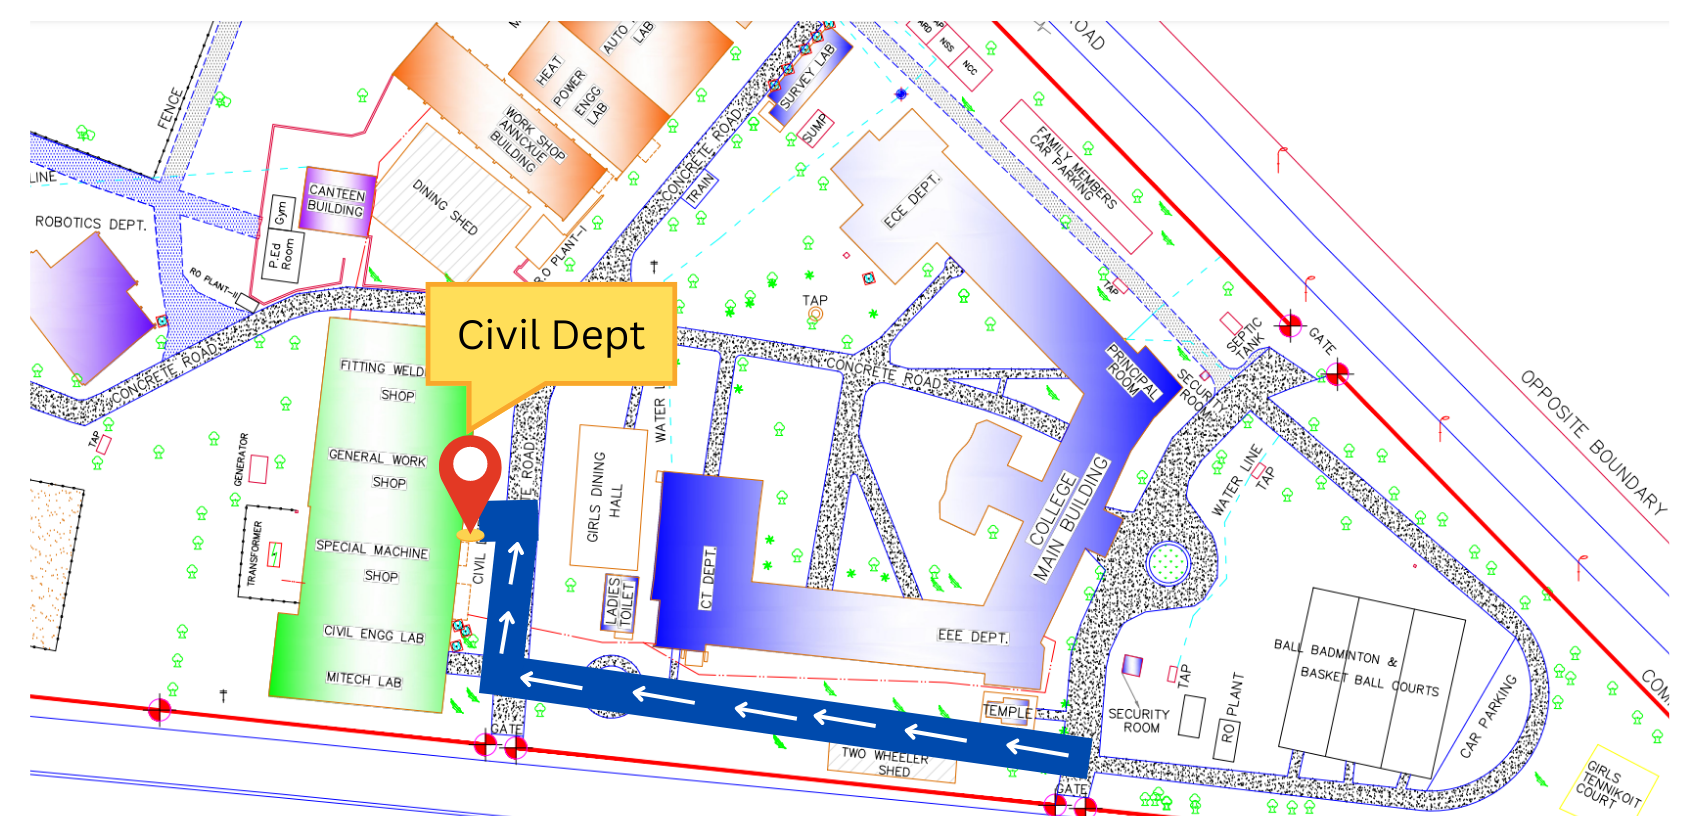 AUTO
LAB
HEAT
POWER
ENGG
LAB
WORK SHOP
ANNCXUE
BUILDING
SURVEY LAB
SUMP
CONCRETE ROAD
TRAIN
NSS
NCC
ROAD
FENCE
LINE
ROBOTICS DEPT.
CANTEEN
BUILDING
Gym
P.Ed
Room
RO PLANT-II
DINING SHED
RO PLANT-I
ECE DEPT.
FAMILY MEMBERS
CAR PARKING
TAP
TAP
SEPTIC
TANK
GATE
OPPOSITE BOUNDARY
PRINCIPAL
ROOM
SECURITY
ROOM
CONCRETE ROAD
CONCRETE ROAD
Civil Dept
FITTING
SHOP
GENERAL WORK
SHOP
SPECIAL MACHINE
SHOP
CIVIL ENGG LAB
MITECH LAB
TAP
GENERATOR
TRANSFORMER
CIVIL
ROAD
GIRLS DINING
HALL
WATER
LADIES
TOILET
CT DEPT.
COLLEGE
MAIN BUILDING
EEE DEPT.
WATER LINE
TAP
TEMPLE
TWO WHEELER
SHED
GATE
GATE
SECURITY
ROOM
TAP
RO PLANT
BALL BADMINTON &
BASKET BALL COURTS
CAR PARKING
GIRLS
TENNIKOIT
COURT